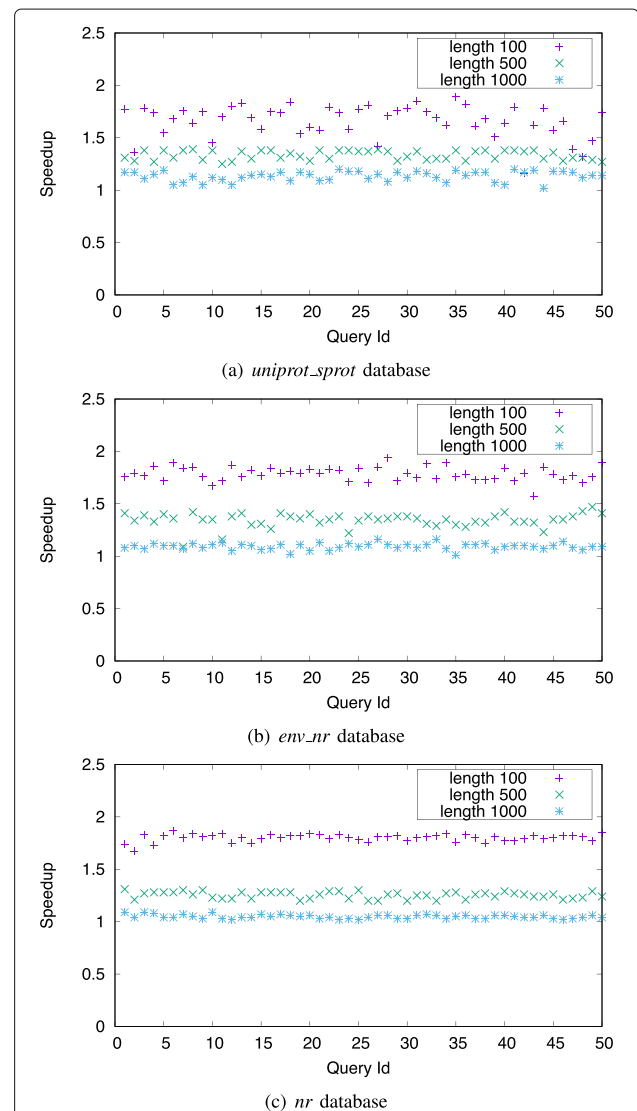 2.5
length 100
length 500
length 1000
2
1.5
Speedup
1
0.5
0
0 5 10 15 20 25 30 35 40 45 50
Query Id
(a) uniprot_sprot database
2.5
length 100
length 500
length 1000
2
1.5
Speedup
1
0.5
0
0 5 10 15 20 25 30 35 40 45 50
Query Id
(b) env_nr database
2.5
length 100
length 500
length 1000
2
1.5
Speedup
1
0.5
0
0 5 10 15 20 25 30 35 40 45 50
Query Id
(c) nr database